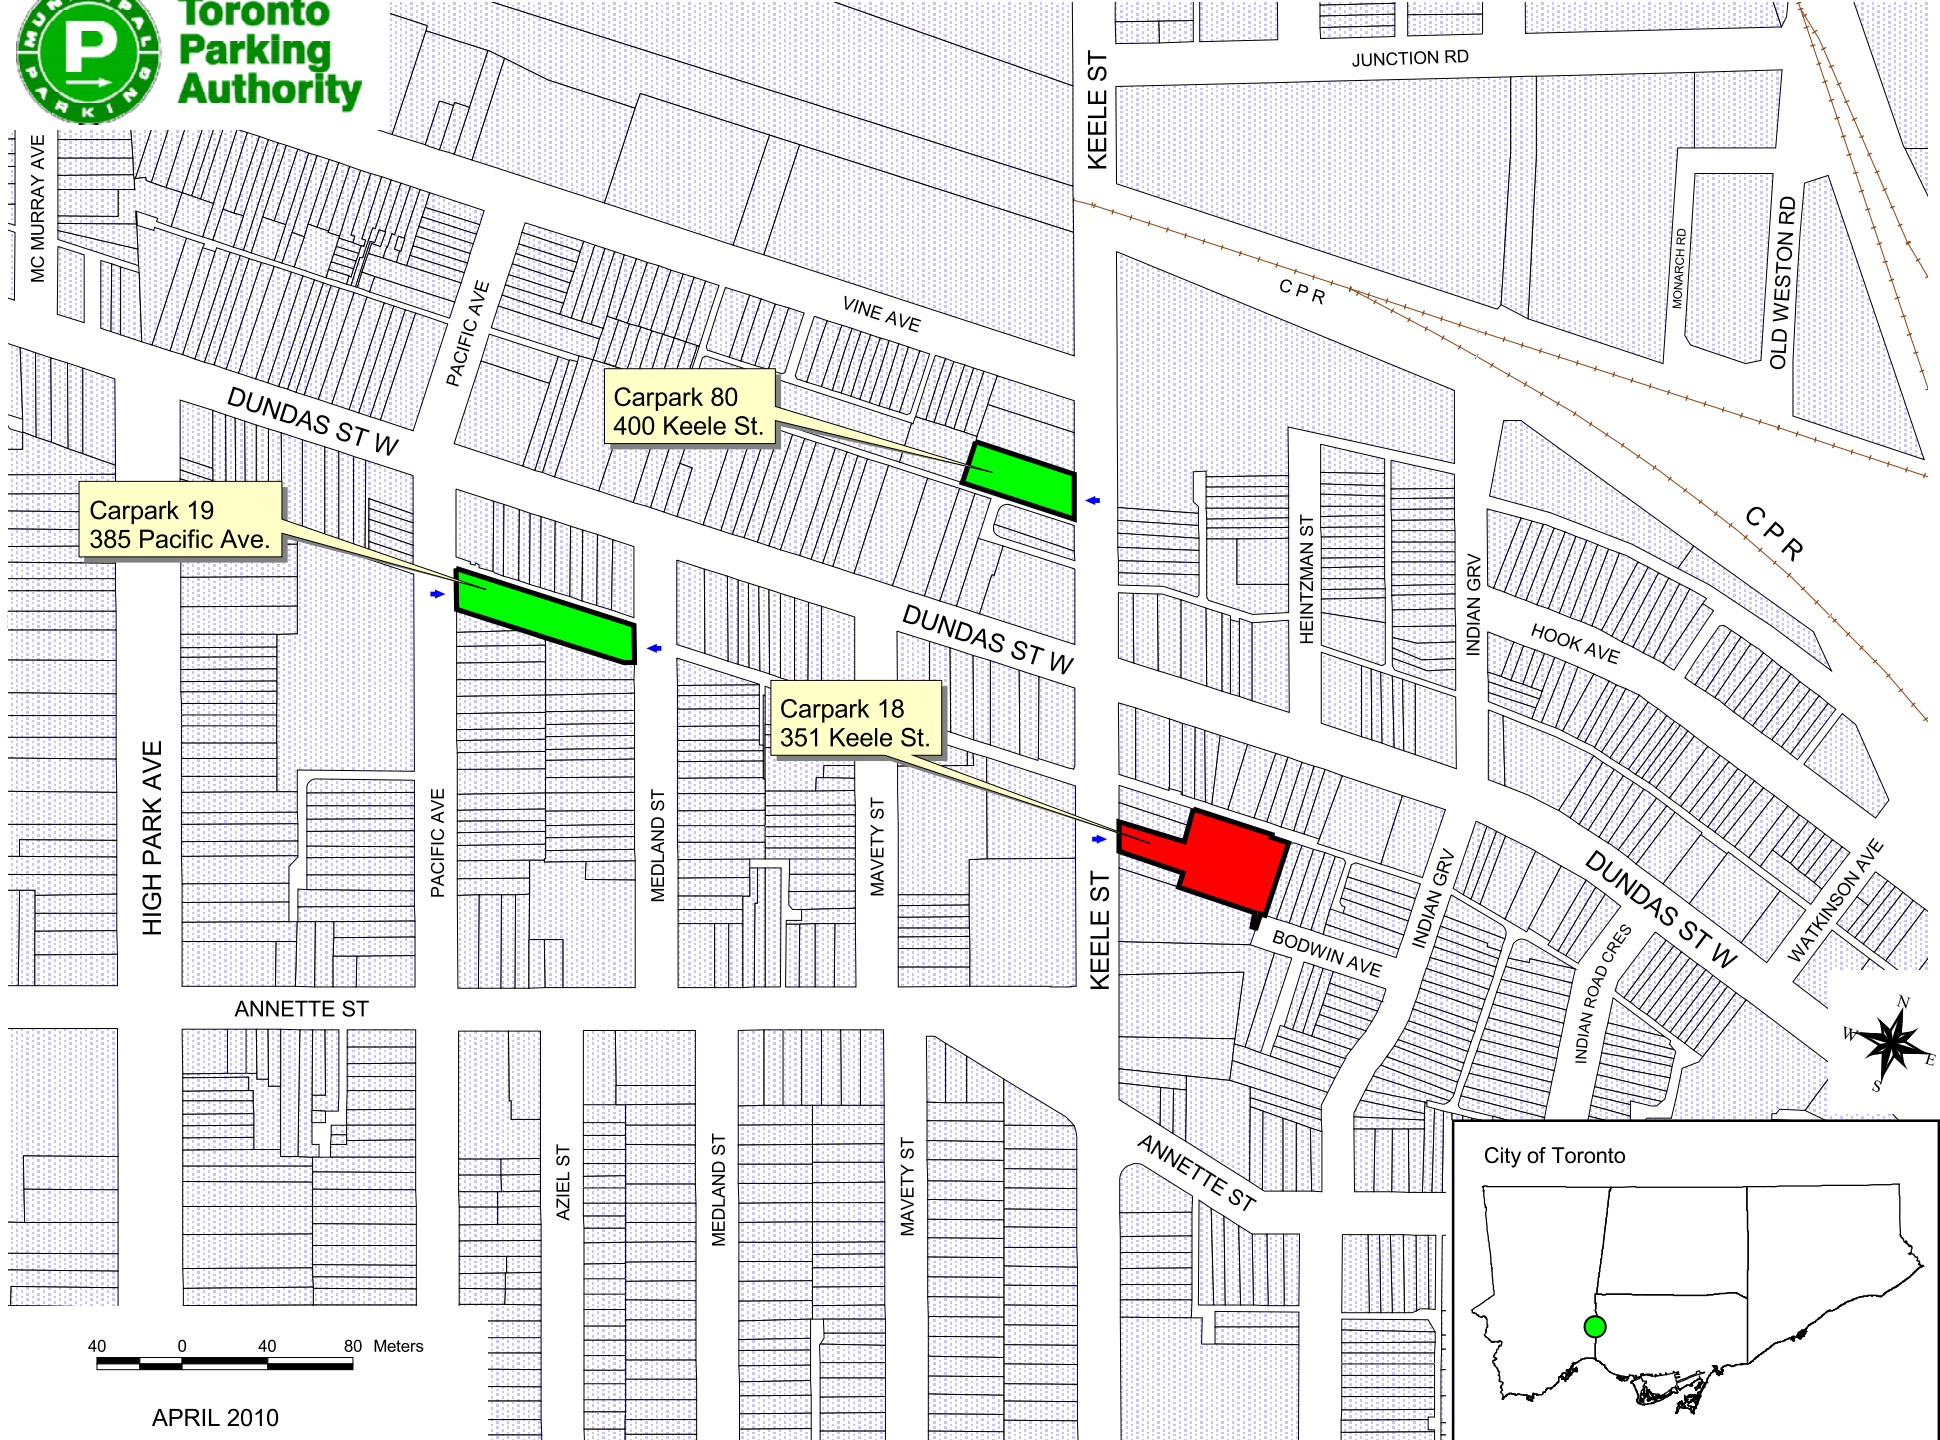 Toronto
Parking
Authority
MUNICIPAL
PARKING
P
JUNCTION RD
KEELE ST
MC MURRAY AVE
MONARCH RD
OLD WESTON RD
C P R
VINE AVE
PACIFIC AVE
DUNDAS ST W
Carpark 80
400 Keele St.
Carpark 19
385 Pacific Ave.
C P R
HEINTZMAN ST
INDIAN GRV
HOOK AVE
DUNDAS ST W
Carpark 18
351 Keele St.
HIGH PARK AVE
PACIFIC AVE
MEDLAND ST
MAVETY ST
KEELE ST
INDIAN GRV
BODWIN AVE
DUNDAS ST W
WATKINSON AVE
INDIAN ROAD CRES
ANNETTE ST
N
W
E
S
AZIEL ST
MEDLAND ST
MAVETY ST
ANNETTE ST
City of Toronto
40 0 40 80 Meters
APRIL 2010